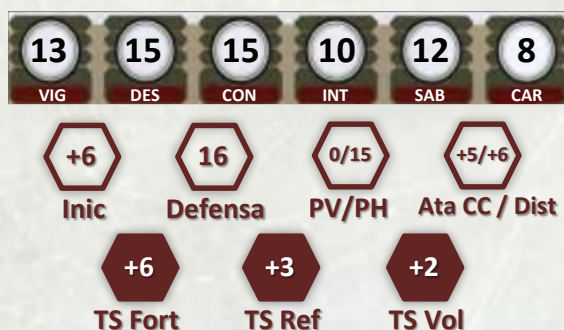 13 15 15 10 12 8
VIG DES CON INT SAB CAR
+6 16 0/15 +5/+6
Inic Defensa PV/PH Ata CC / Dist
+6 +3 +2
TS Fort TS Ref TS Vol